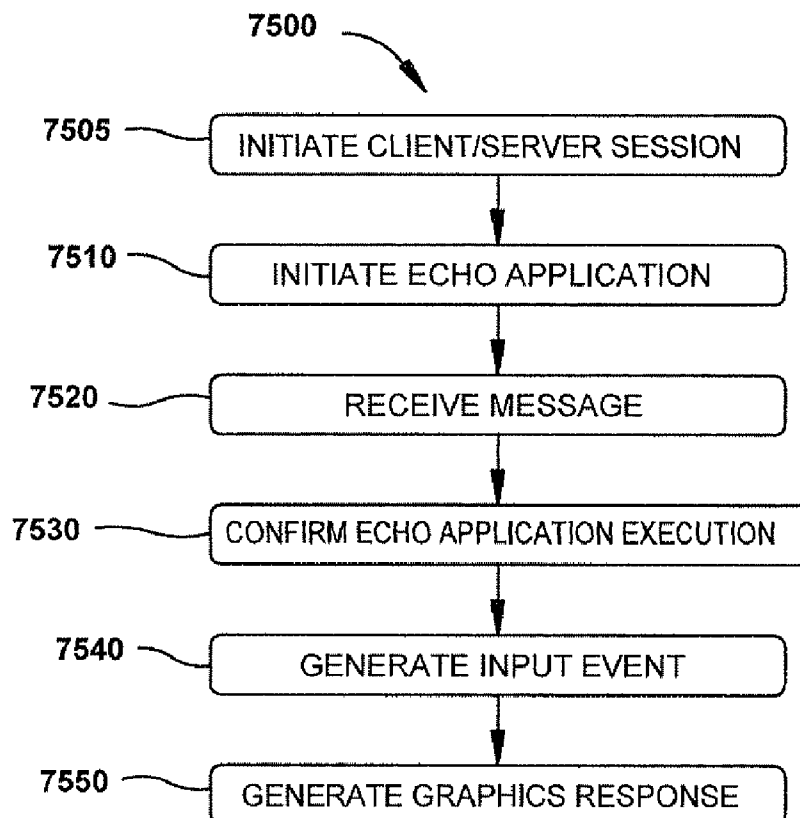 7500
7505 INITIATE CLIENT/SERVER SESSION
7510 INITIATE ECHO APPLICATION
7520 RECEIVE MESSAGE
7530 CONFIRM ECHO APPLICATION EXECUTION
7540 GENERATE INPUT EVENT
7550 GENERATE GRAPHICS RESPONSE